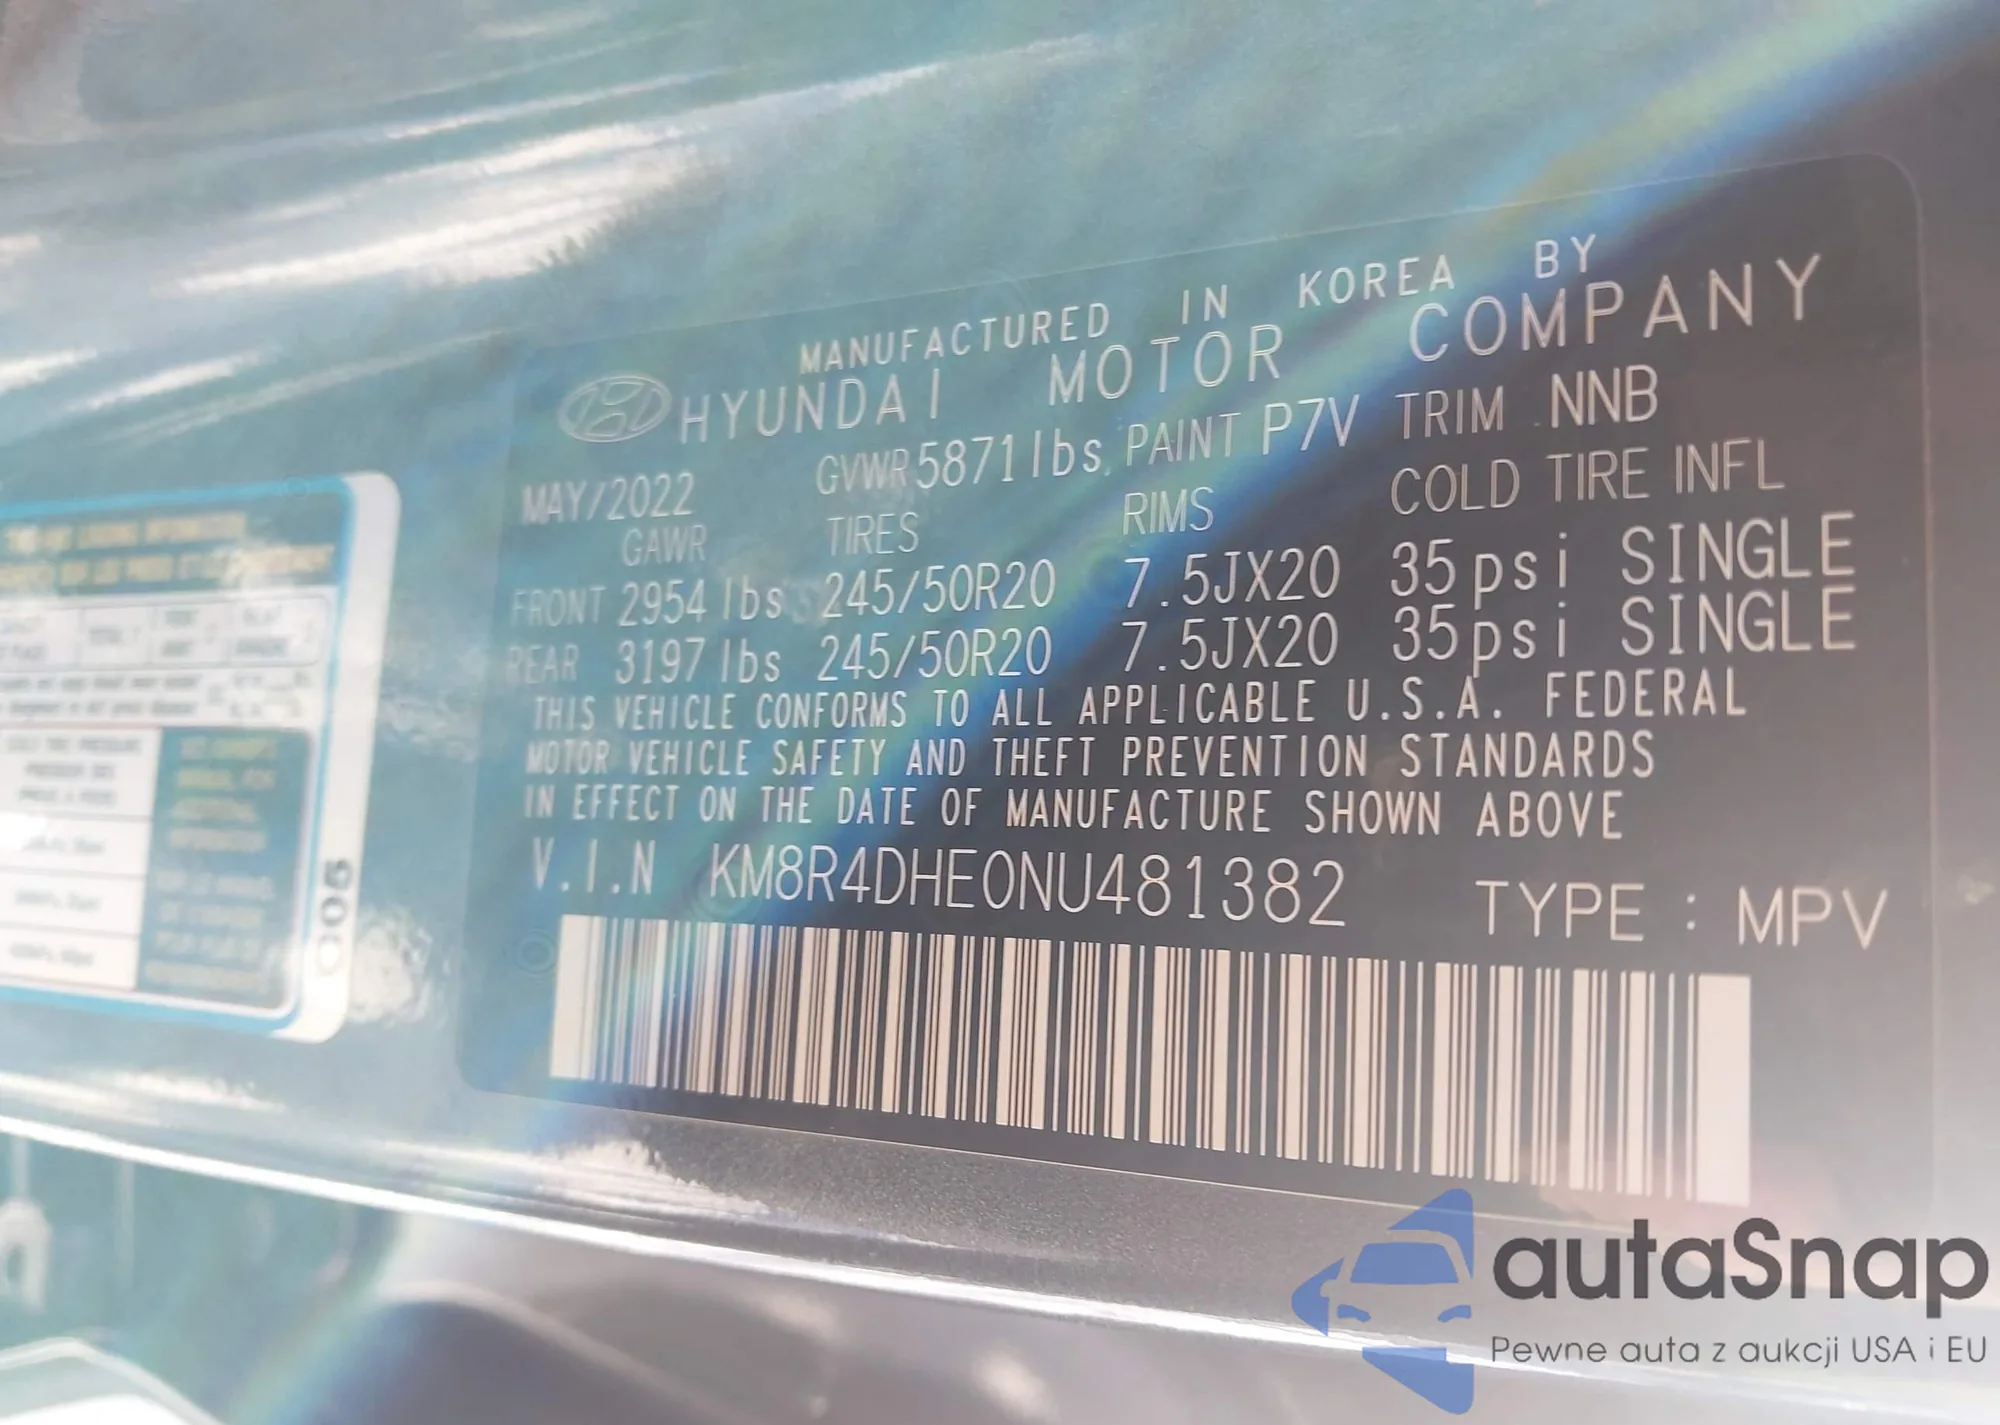 MANUFACTURED IN KOREA BY
HYUNDAI MOTOR COMPANY
MAY/2022 GVWR 5871 lbs. PAINT P7V TRIM NNB
GAWR TIRES RIMS COLD TIRE INFL
FRONT 2954 lbs 245/50R20 7.5JX20 35psi SINGLE
REAR 3197 lbs 245/50R20 7.5JX20 35psi SINGLE
THIS VEHICLE CONFORMS TO ALL APPLICABLE U.S.A. FEDERAL
MOTOR VEHICLE SAFETY AND THEFT PREVENTION STANDARDS
IN EFFECT ON THE DATE OF MANUFACTURE SHOWN ABOVE
V.I.N KM8R4DHE0NU481382 TYPE : MPV
C05
autaSnap
Pewne auta z aukcji USA i EU